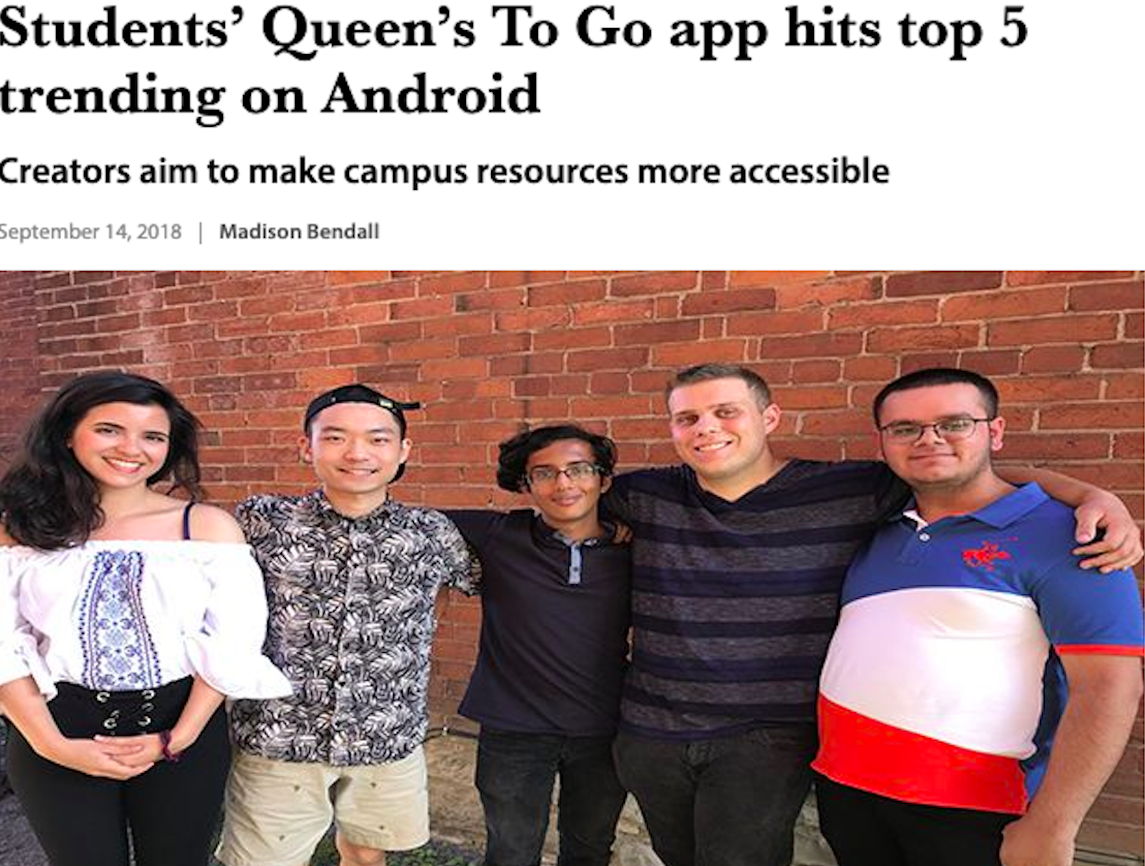 Students’ Queen’s To Go app hits top 5
trending on Android
Creators aim to make campus resources more accessible
September 14, 2018 | Madison Bendall